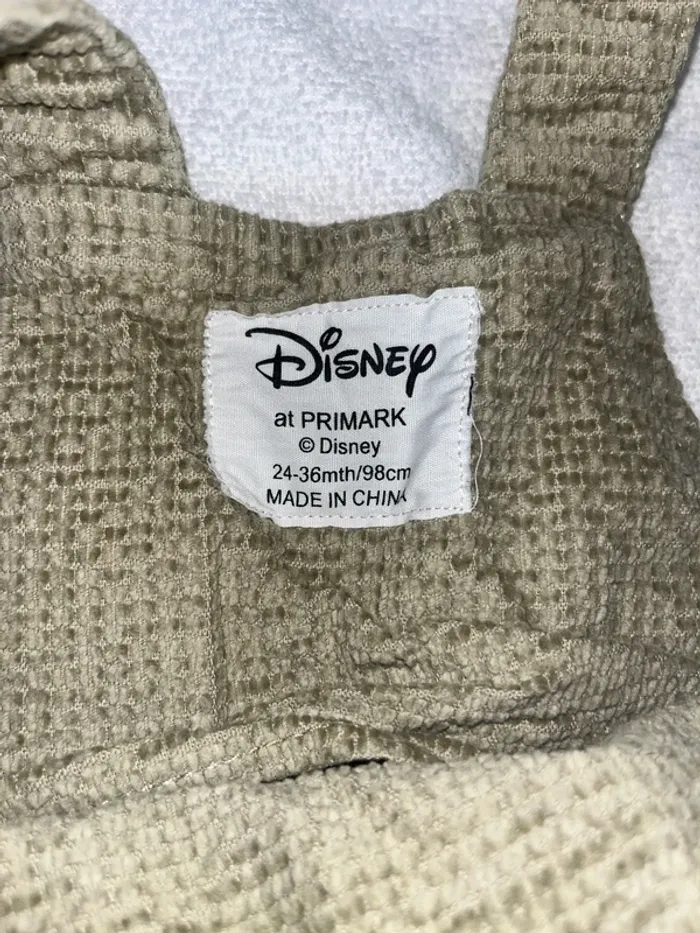 Disney
at PRIMARK
© Disney
24-36mth/98cm
MADE IN CHINA